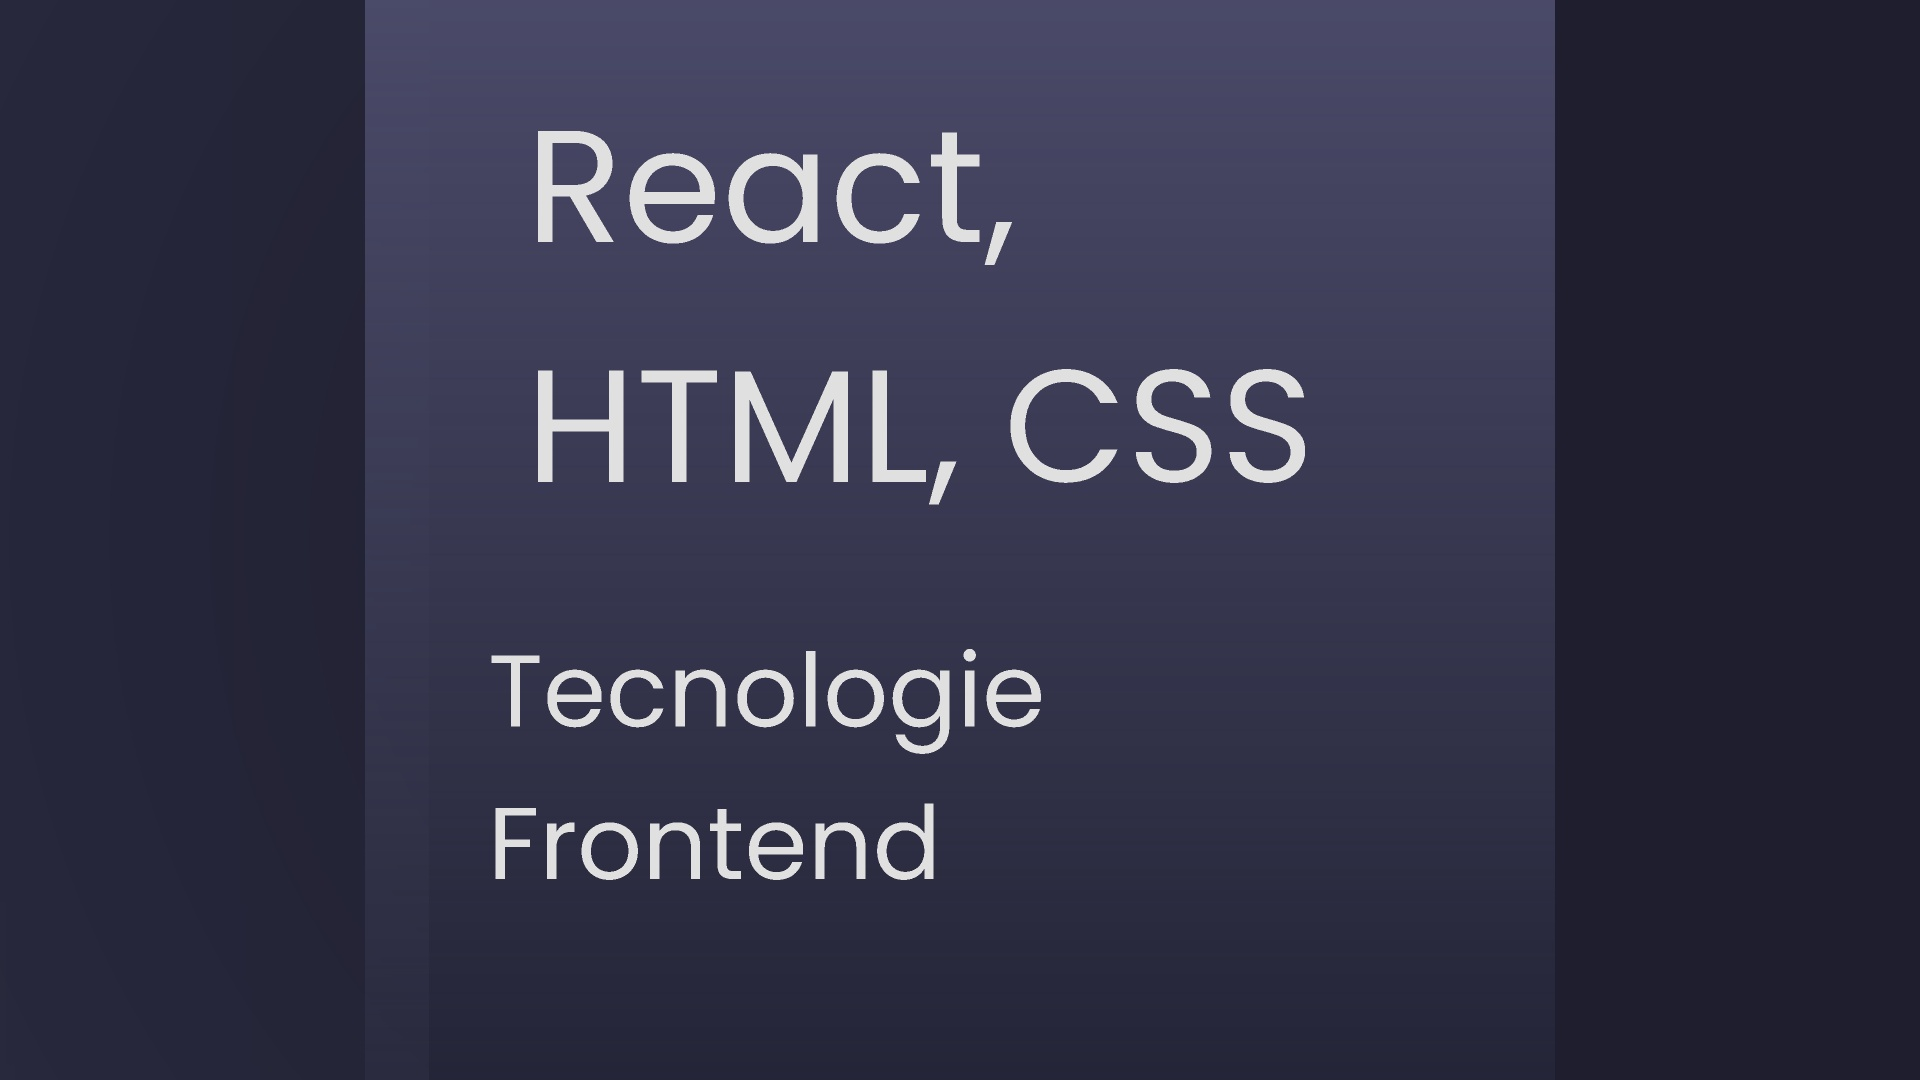 React,
HTML, CSS
Tecnologie
Frontend